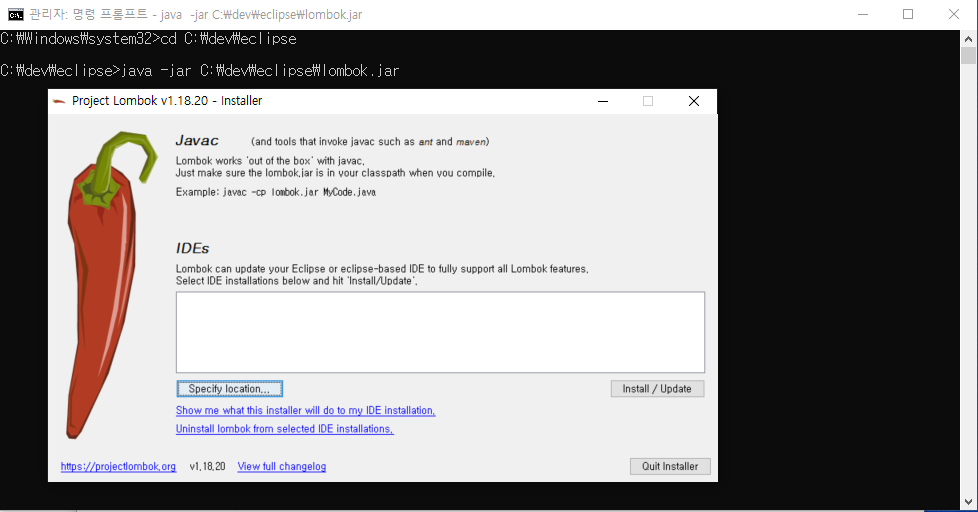 관리자: 명령 프롬프트 - java  -jar C:\dev\eclipse\lombok.jar
C:₩Windows₩system32>cd C:₩dev₩eclipse
C:₩dev₩eclipse>java -jar C:₩dev₩eclipse₩lombok.jar
Project Lombok v1.18.20 - Installer
Javac (and tools that invoke javac such as ant and maven)
Lombok works 'out of the box' with javac.
Just make sure the lombok.jar is in your classpath when you compile.
Example: javac -cp lombok.jar MyCode.java
IDEs
Lombok can update your Eclipse or eclipse-based IDE to fully support all Lombok features.
Select IDE installations below and hit 'Install/Update'.
Specify location... Install / Update
Show me what this installer will do to my IDE installation.
Uninstall lombok from selected IDE installations.
https://projectlombok.org v1.18.20 View full changelog Quit Installer